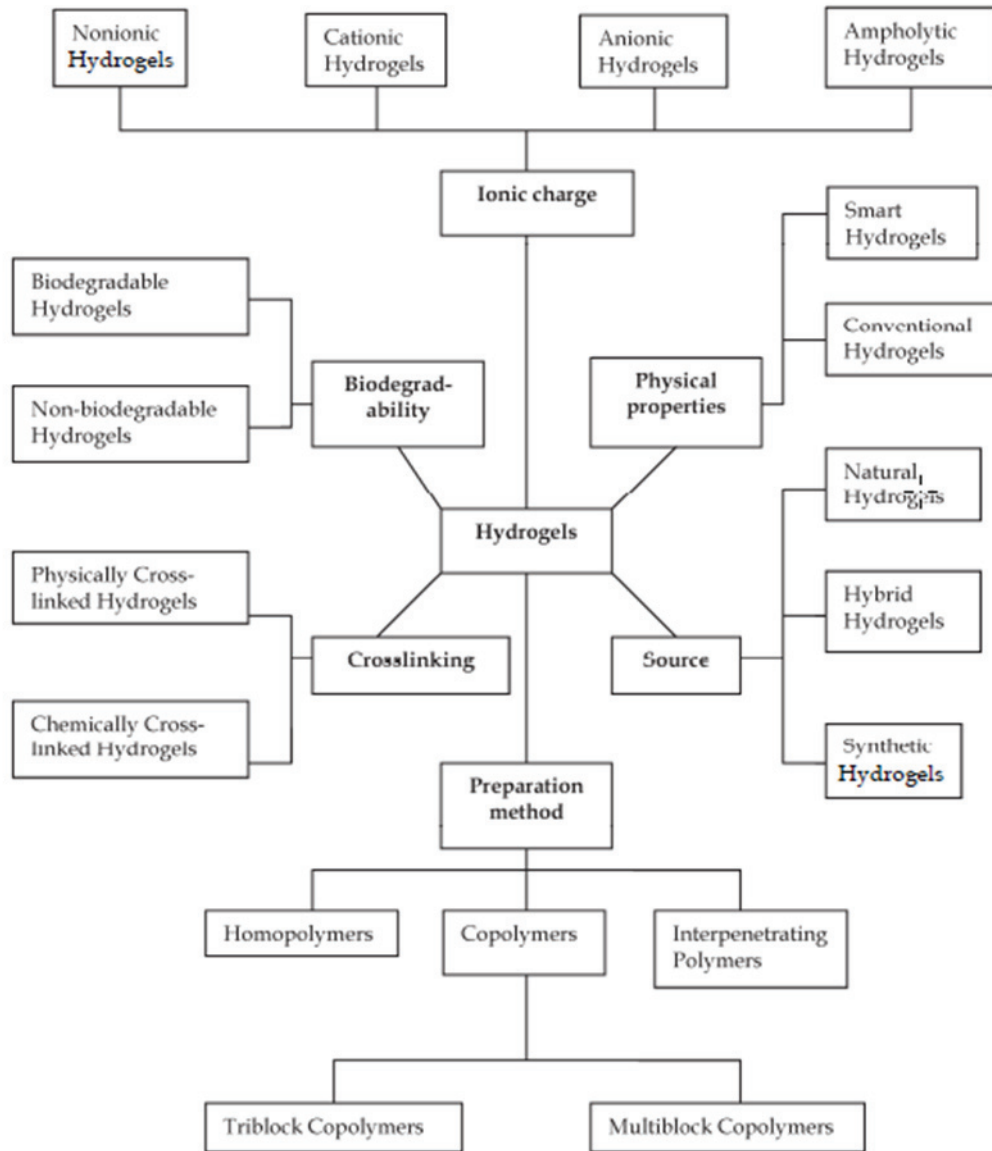 Nonionic
Hydrogels
Cationic
Hydrogels
Anionic
Hydrogels
Ampholytic
Hydrogels
Ionic charge
Smart
Hydrogels
Biodegradable
Hydrogels
Conventional
Hydrogels
Biodegrad-
ability
Physical
properties
Non-biodegradable
Hydrogels
Natural
Hydrogels
Hydrogels
Physically Cross-
linked Hydrogels
Hybrid
Hydrogels
Crosslinking
Source
Chemically Cross-
linked Hydrogels
Synthetic
Hydrogels
Preparation
method
Homopolymers
Copolymers
Interpenetrating
Polymers
Triblock Copolymers
Multiblock Copolymers